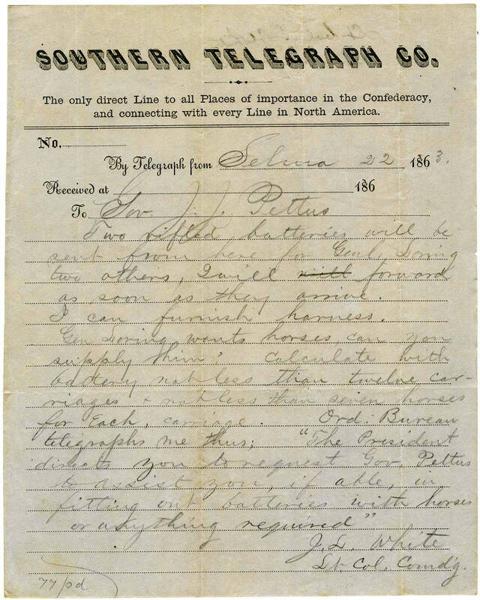 SOUTHERN TELEGRAPH CO.
The only direct Line to all Places of importance in the Confederacy,
and connecting with every Line in North America.
No.
By Telegraph from Selma 22 1863.
Received at 186
To Gov J. J. Pettus
Two rifled batteries will be
sent from here for Genl Loring
two others, I will will forward
as soon as they arrive.
I can furnish harness.
Gen Loring wants horses can you
supply him? Calculate with
battery not less than twelve car-
riages & not less than seven horses
for Each, carriage. Ord. Bureau
telegraphs me thus; "The President
directs you to request Gov. Pettus
to assist you, if able, in
fitting out batteries with horses
or anything required"
J. L. White
Lt Col. Comd'g.
77/pd